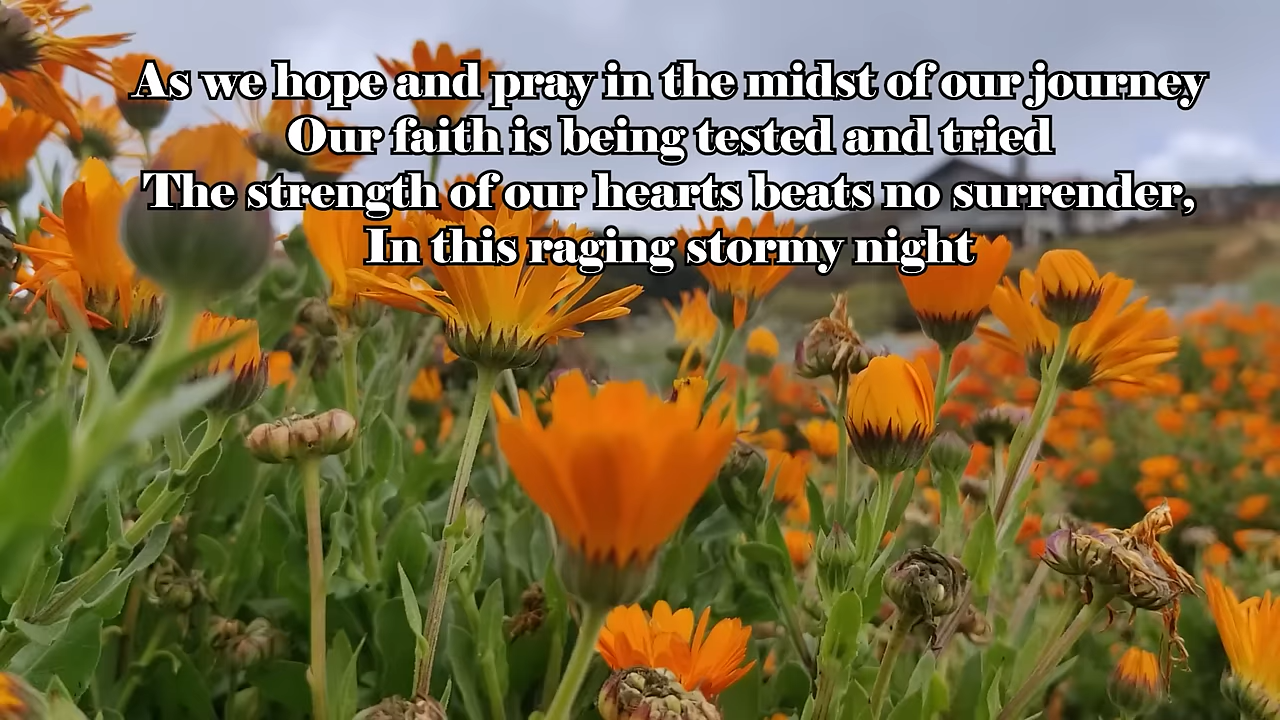 As we hope and pray in the midst of our journey
Our faith is being tested and tried
The strength of our hearts beats no surrender,
In this raging stormy night